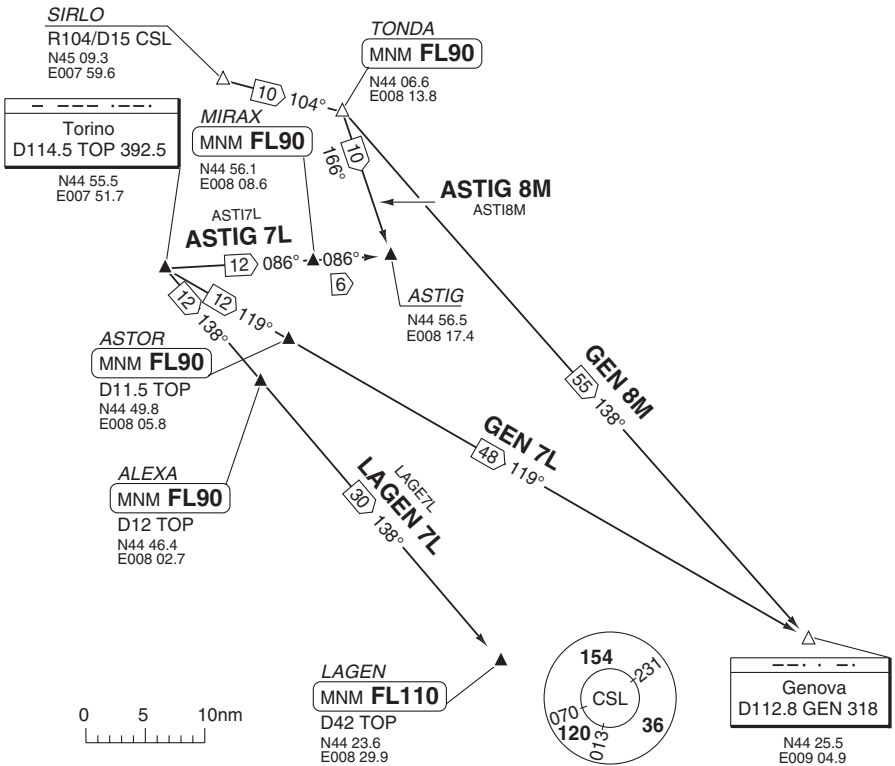 SIRLO
R104/D15 CSL
N45 09.3
E007 59.6
TONDA
MNM FL90
N44 06.6
E008 13.8
10
104°
Torino
D114.5 TOP 392.5
N44 55.5
E007 51.7
MIRAX
MNM FL90
N44 56.1
E008 08.6
10
166°
ASTIG 8M
ASTI8M
ASTI7L
ASTIG 7L
12
086°
086°
6
ASTIG
N44 56.5
E008 17.4
12
138°
12
119°
ASTOR
MNM FL90
D11.5 TOP
N44 49.8
E008 05.8
GEN 8M
55
138°
GEN 7L
48
119°
ALEXA
MNM FL90
D12 TOP
N44 46.4
E008 02.7
LAGE7L
LAGEN 7L
30
138°
LAGEN
MNM FL110
D42 TOP
N44 23.6
E008 29.9
0 5 10nm
154
231
CSL
070
120
013
36
Genova
D112.8 GEN 318
N44 25.5
E009 04.9